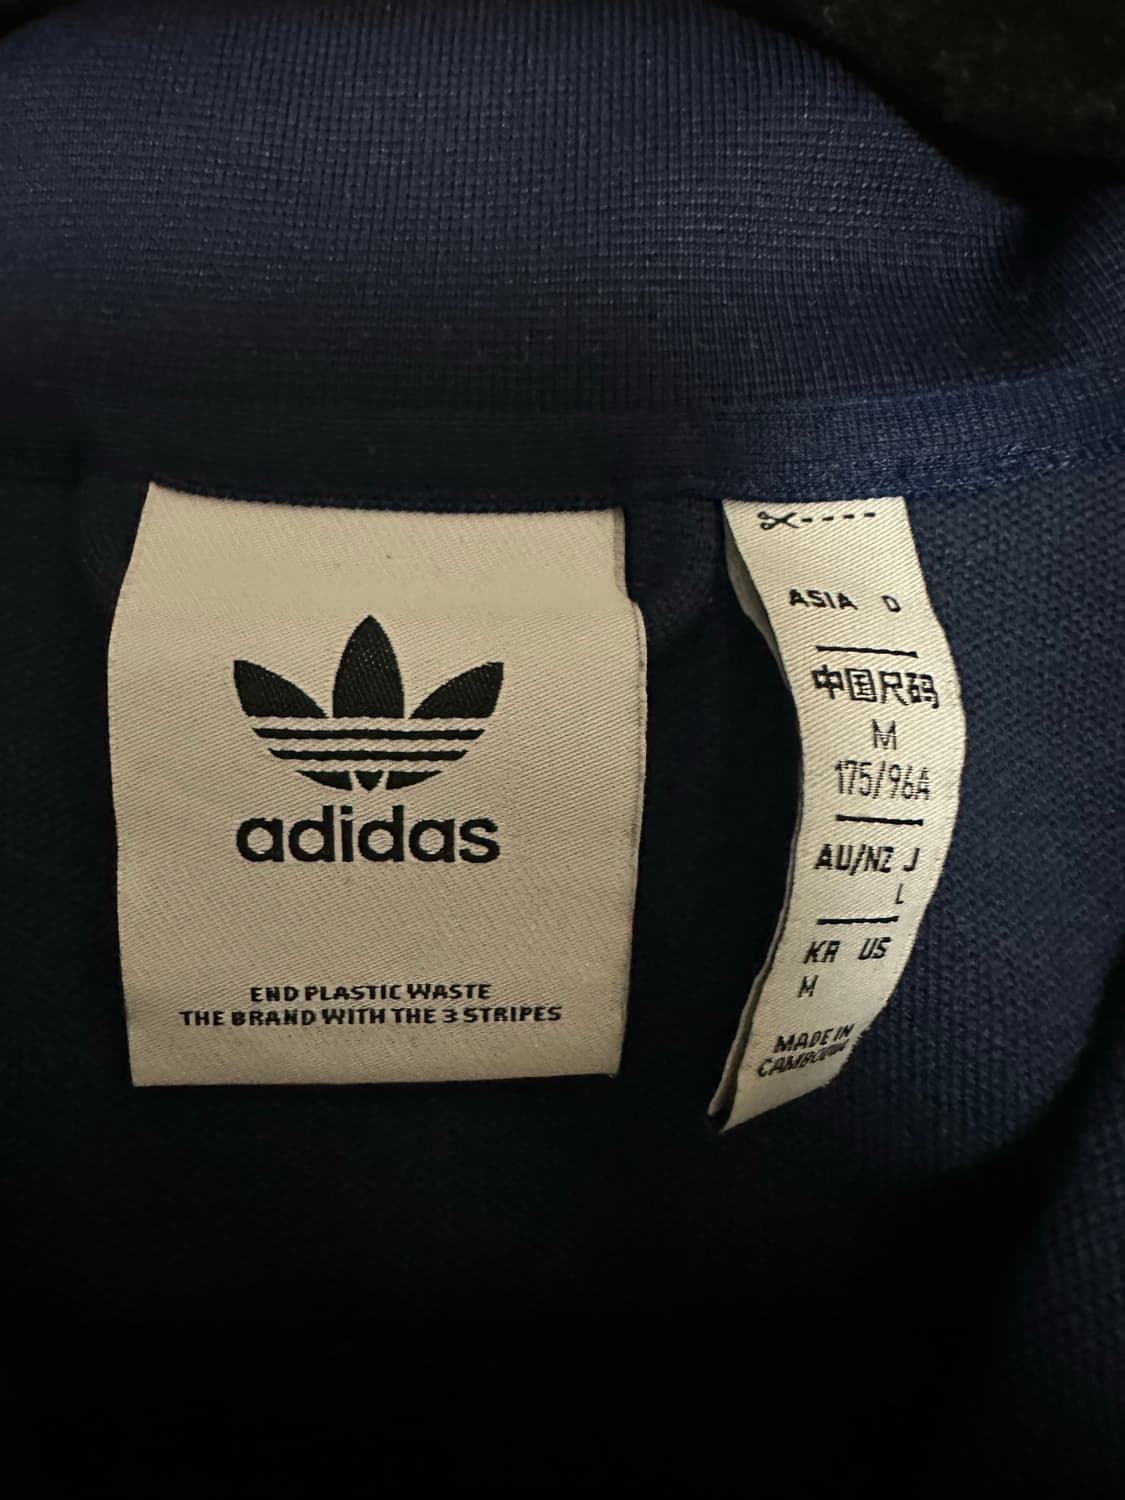 adidas
END PLASTIC WASTE
THE BRAND WITH THE 3 STRIPES
ASIA D
中国尺码
M
175/96A
AU/NZ J
L
KR US
M
MADE IN
CAMBODIA